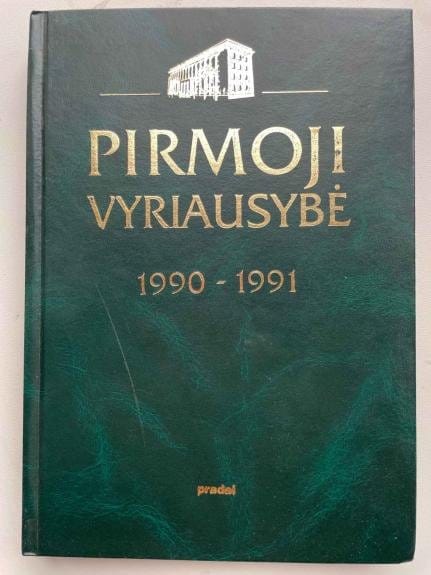 PIRMOJI
VYRIAUSYBĖ
1990 - 1991
pradai